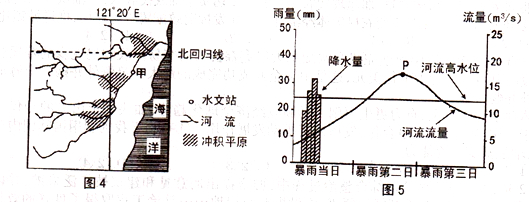 121°20′E
北回归线
甲
水文站
河 流
冲积平原
海
洋
图4
雨量(mm)
流量(m³/s)
50
40
30
20
10
0
25
20
15
10
5
0
降水量
P
河流高水位
河流流量
暴雨当日
暴雨第二日
暴雨第三日
图5